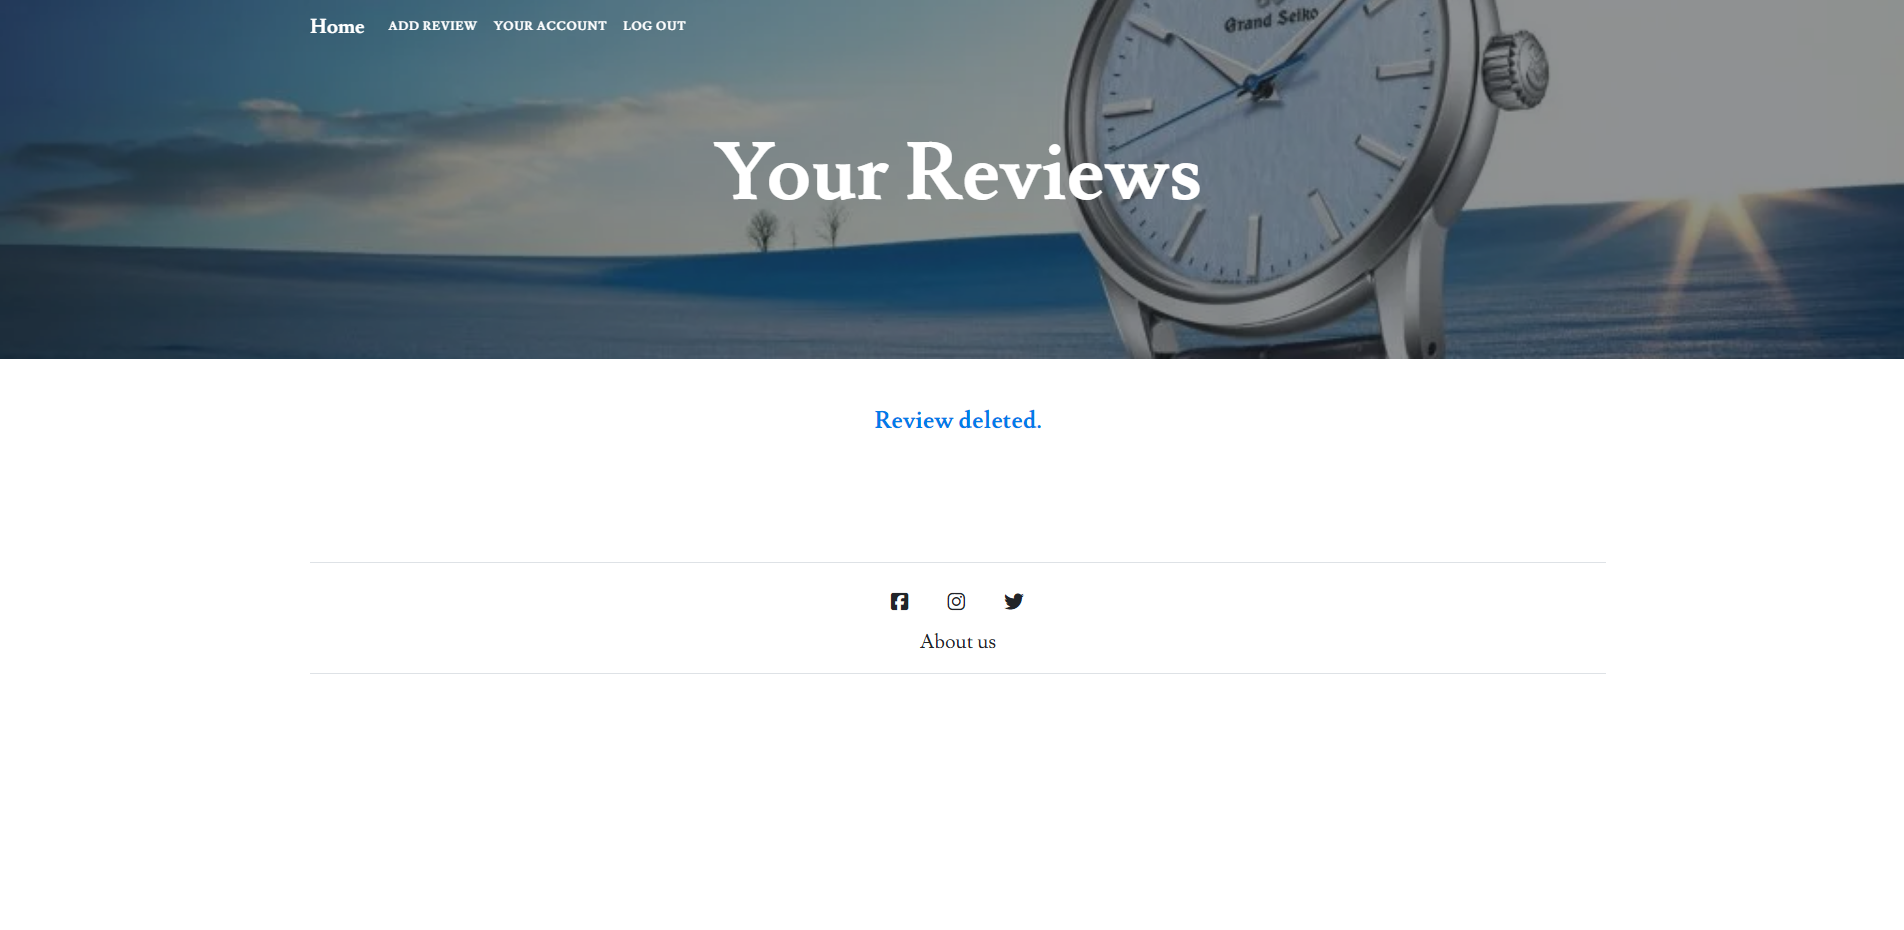 Home ADD REVIEW YOUR ACCOUNT LOG OUT
Grand Seiko
Your Reviews
Review deleted.
About us